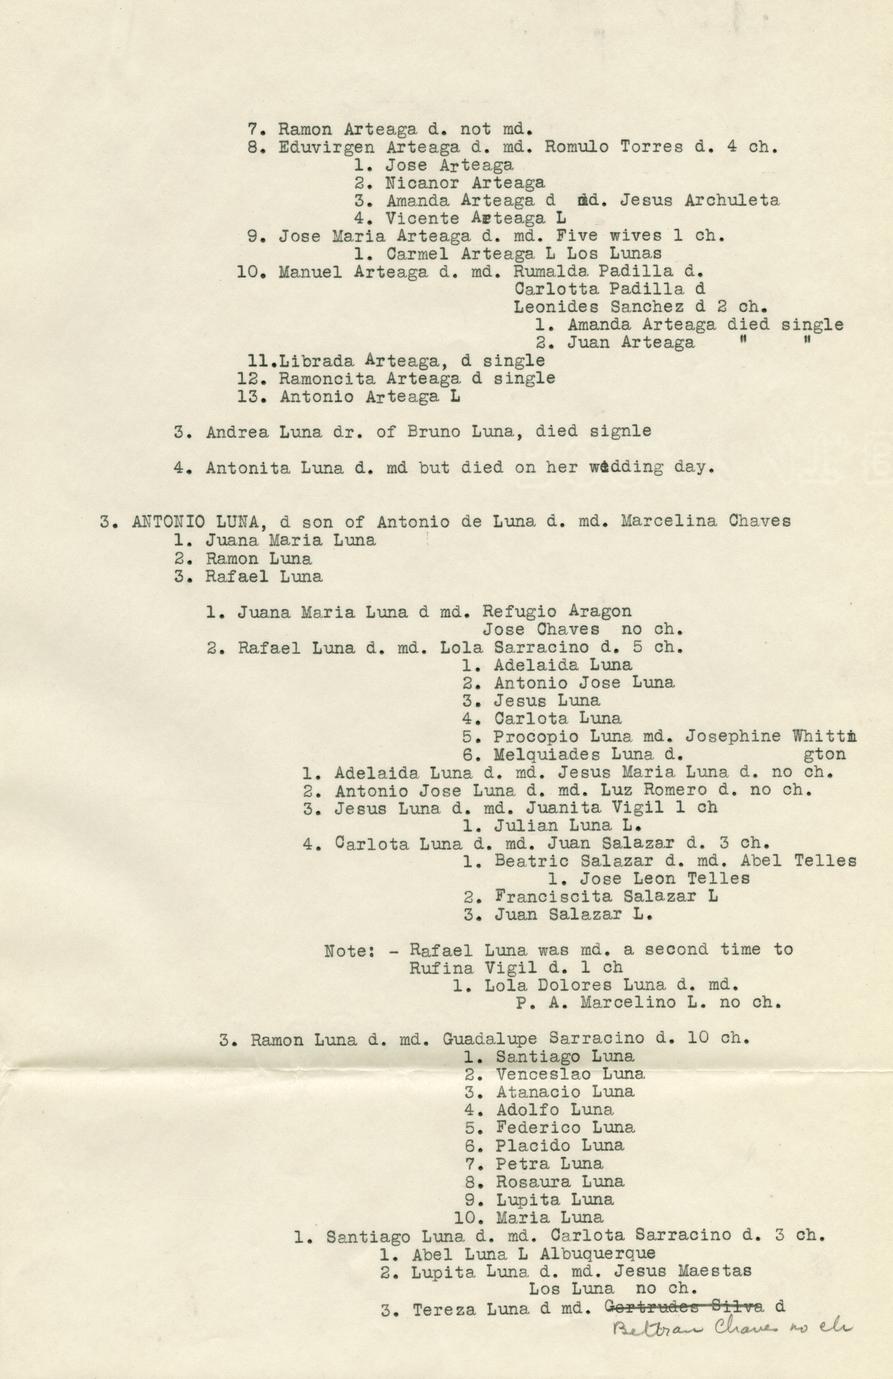 7. Ramon Arteaga d. not md.
8. Eduvirgen Arteaga d. md. Romulo Torres d. 4 ch.
1. Jose Arteaga
2. Nicanor Arteaga
3. Amanda Arteaga d md. Jesus Archuleta
4. Vicente Arteaga L
9. Jose Maria Arteaga d. md. Five wives 1 ch.
1. Carmel Arteaga L Los Lunas
10. Manuel Arteaga d. md. Rumalda Padilla d.
Carlotta Padilla d
Leonides Sanchez d 2 ch.
1. Amanda Arteaga died single
2. Juan Arteaga " "
11.Librada Arteaga, d single
12. Ramoncita Arteaga d single
13. Antonio Arteaga L
3. Andrea Luna dr. of Bruno Luna, died signle
4. Antonita Luna d. md but died on her wedding day.
3. ANTONIO LUNA, d son of Antonio de Luna d. md. Marcelina Chaves
1. Juana Maria Luna
2. Ramon Luna
3. Rafael Luna
1. Juana Maria Luna d md. Refugio Aragon
Jose Chaves no ch.
2. Rafael Luna d. md. Lola Sarracino d. 5 ch.
1. Adelaida Luna
2. Antonio Jose Luna
3. Jesus Luna
4. Carlota Luna
5. Procopio Luna md. Josephine Whittin
6. Melquiades Luna d. gton
1. Adelaida Luna d. md. Jesus Maria Luna d. no ch.
2. Antonio Jose Luna d. md. Luz Romero d. no ch.
3. Jesus Luna d. md. Juanita Vigil 1 ch
1. Julian Luna L.
4. Carlota Luna d. md. Juan Salazar d. 3 ch.
1. Beatric Salazar d. md. Abel Telles
1. Jose Leon Telles
2. Franciscita Salazar L
3. Juan Salazar L.
Note: - Rafael Luna was md. a second time to
Rufina Vigil d. 1 ch
1. Lola Dolores Luna d. md.
P. A. Marcelino L. no ch.
3. Ramon Luna d. md. Guadalupe Sarracino d. 10 ch.
1. Santiago Luna
2. Venceslao Luna
3. Atanacio Luna
4. Adolfo Luna
5. Federico Luna
6. Placido Luna
7. Petra Luna
8. Rosaura Luna
9. Lupita Luna
10. Maria Luna
1. Santiago Luna d. md. Carlota Sarracino d. 3 ch.
1. Abel Luna L Albuquerque
2. Lupita Luna d. md. Jesus Maestas
Los Luna no ch.
3. Tereza Luna d md. Gertrudes Silva d
Beltran Chaves no ch